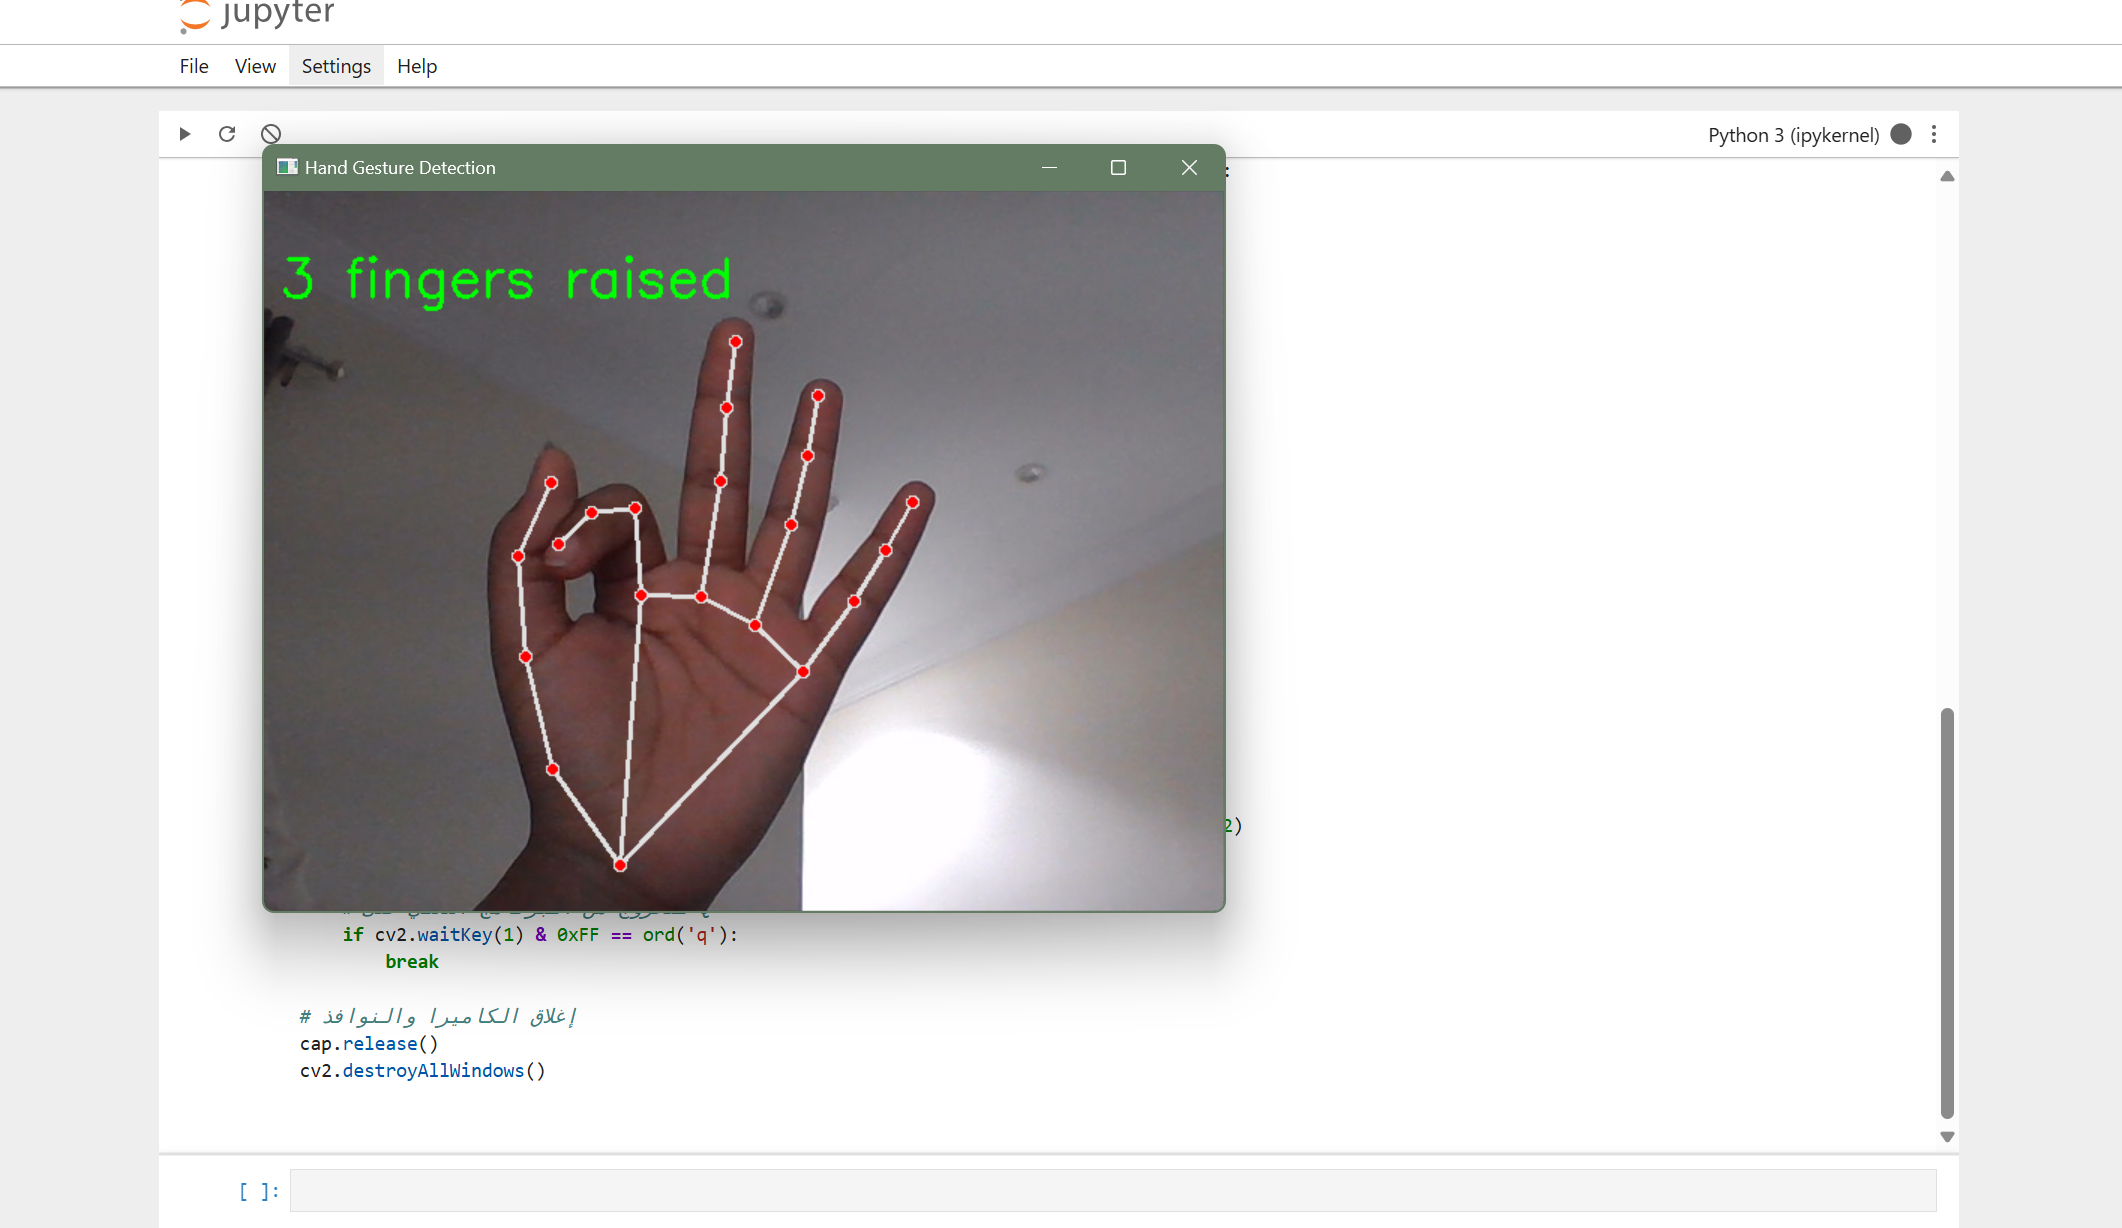 jupyter
File View Settings Help
Python 3 (ipykernel)
Hand Gesture Detection
:
3 fingers raised
2)
if cv2.waitKey(1) & 0xFF == ord('q'):
break
# إغلاق الكاميرا والنوافذ
cap.release()
cv2.destroyAllWindows()
[ ]: